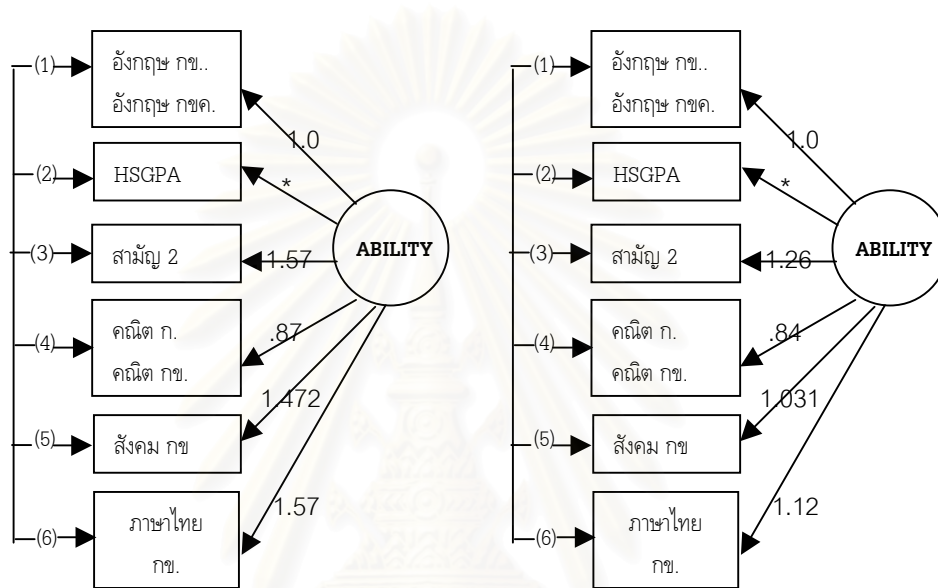 (1)
อังกฤษ กข..
อังกฤษ กขค.
1.0
(2)
HSGPA
*
(3)
สามัญ 2
1.57
ABILITY
(4)
คณิต ก.
คณิต กข.
.87
(5)
สังคม กข
1.472
(6)
ภาษาไทย
กข.
1.57
(1)
อังกฤษ กข..
อังกฤษ กขค.
1.0
(2)
HSGPA
*
(3)
สามัญ 2
1.26
ABILITY
(4)
คณิต ก.
คณิต กข.
.84
(5)
สังคม กข
1.031
(6)
ภาษาไทย
กข.
1.12